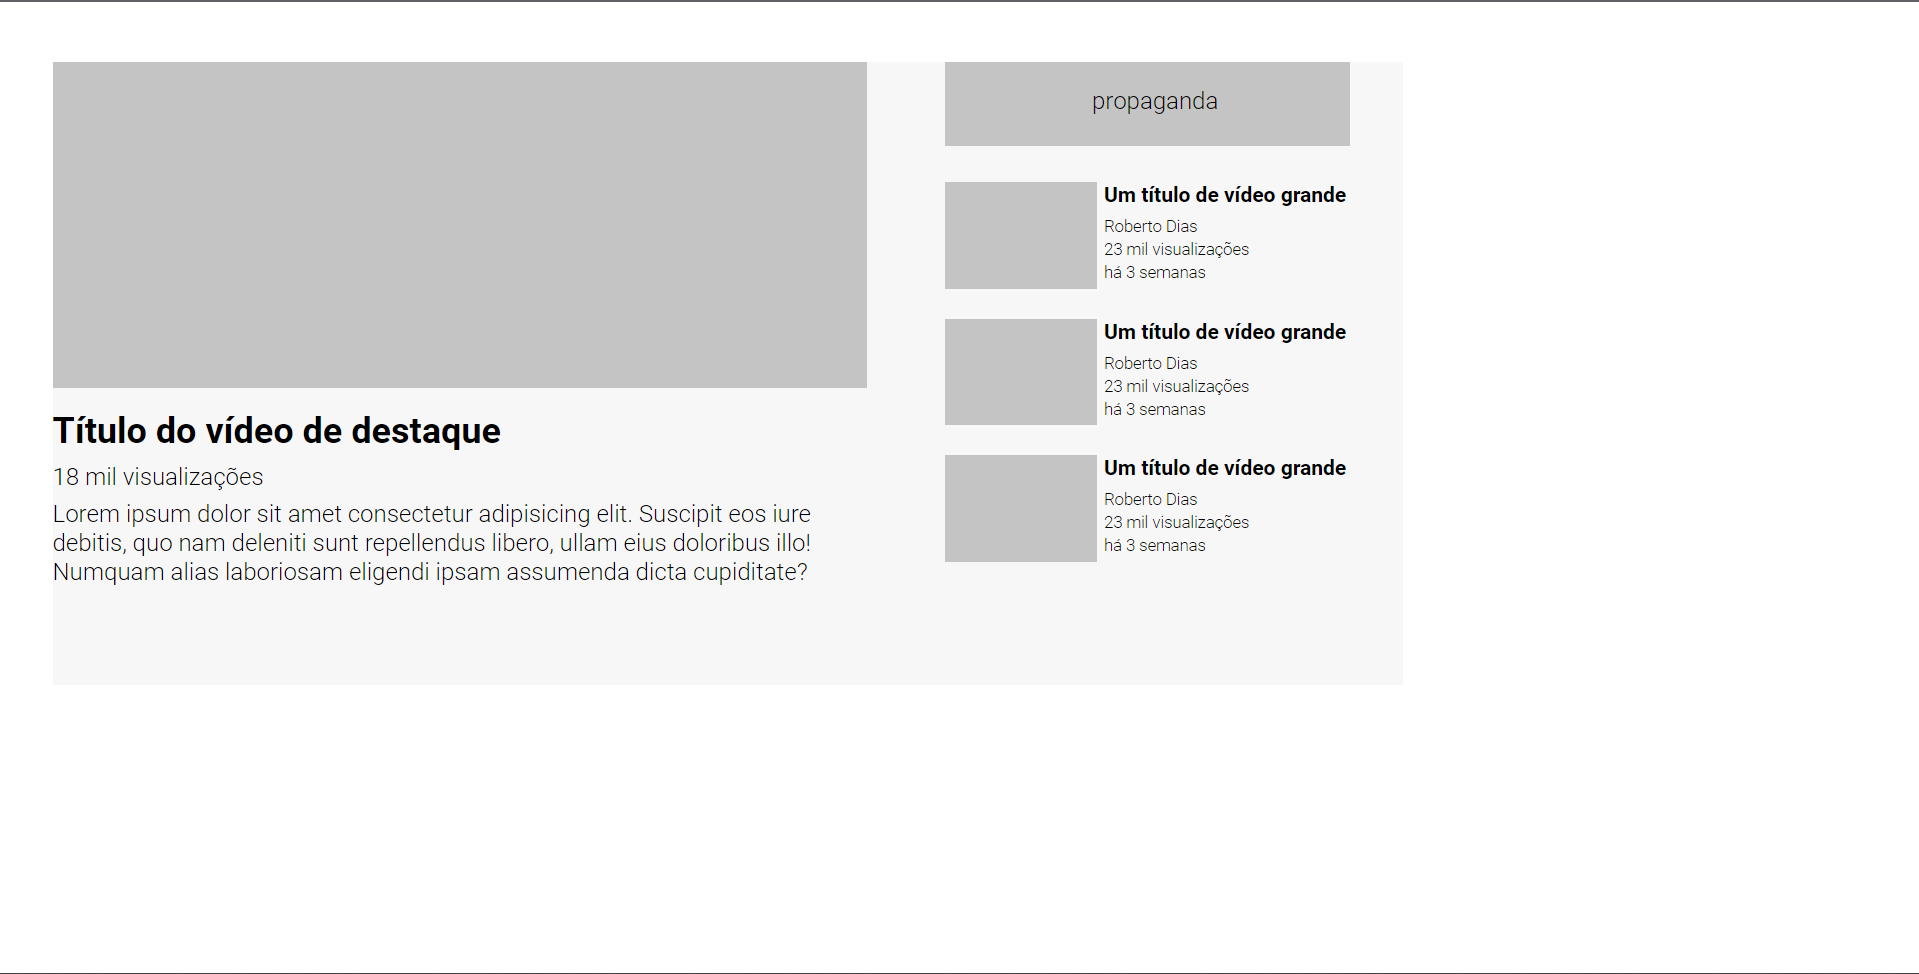 propaganda
Título do vídeo de destaque
18 mil visualizações
Lorem ipsum dolor sit amet consectetur adipisicing elit. Suscipit eos iure
debitis, quo nam deleniti sunt repellendus libero, ullam eius doloribus illo!
Numquam alias laboriosam eligendi ipsam assumenda dicta cupiditate?
Um título de vídeo grande
Roberto Dias
23 mil visualizações
há 3 semanas
Um título de vídeo grande
Roberto Dias
23 mil visualizações
há 3 semanas
Um título de vídeo grande
Roberto Dias
23 mil visualizações
há 3 semanas